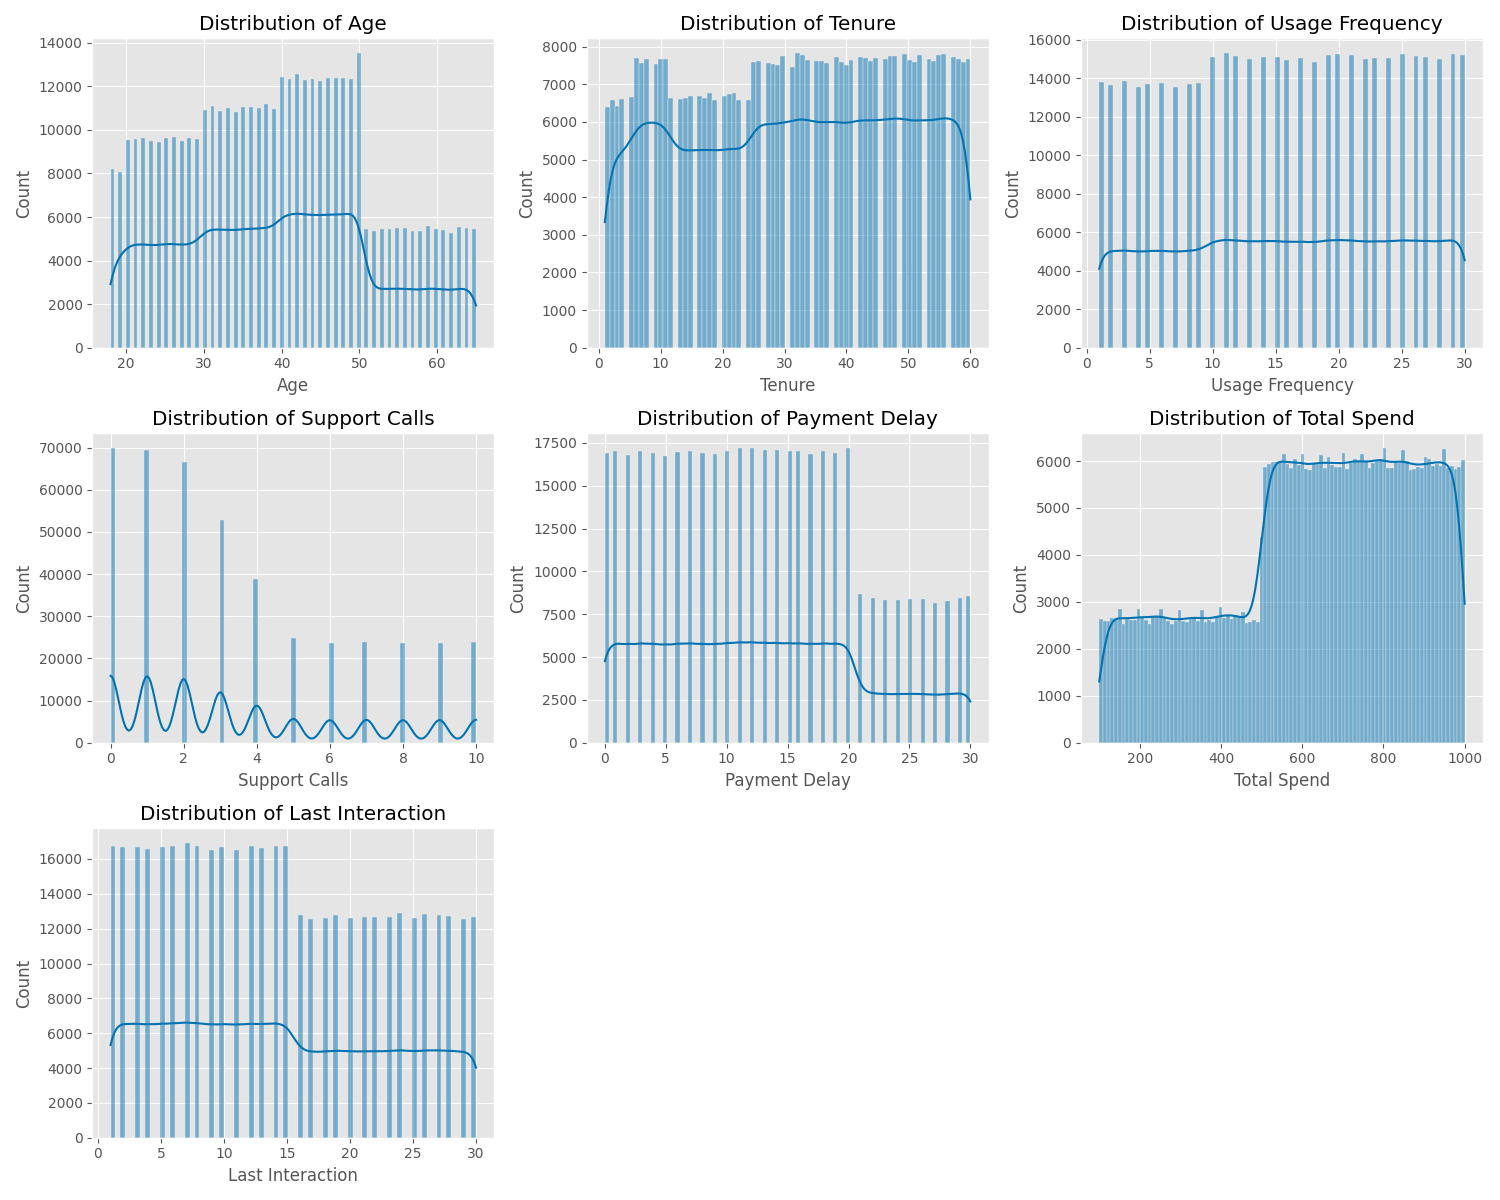 Distribution of Age
14000
12000
10000
8000
6000
4000
2000
0
Count
20 30 40 50 60
Age
Distribution of Tenure
8000
7000
6000
5000
4000
3000
2000
1000
0
Count
0 10 20 30 40 50 60
Tenure
Distribution of Usage Frequency
16000
14000
12000
10000
8000
6000
4000
2000
0
Count
0 5 10 15 20 25 30
Usage Frequency
Distribution of Support Calls
70000
60000
50000
40000
30000
20000
10000
0
Count
0 2 4 6 8 10
Support Calls
Distribution of Payment Delay
17500
15000
12500
10000
7500
5000
2500
0
Count
0 5 10 15 20 25 30
Payment Delay
Distribution of Total Spend
6000
5000
4000
3000
2000
1000
0
Count
200 400 600 800 1000
Total Spend
Distribution of Last Interaction
16000
14000
12000
10000
8000
6000
4000
2000
0
Count
0 5 10 15 20 25 30
Last Interaction